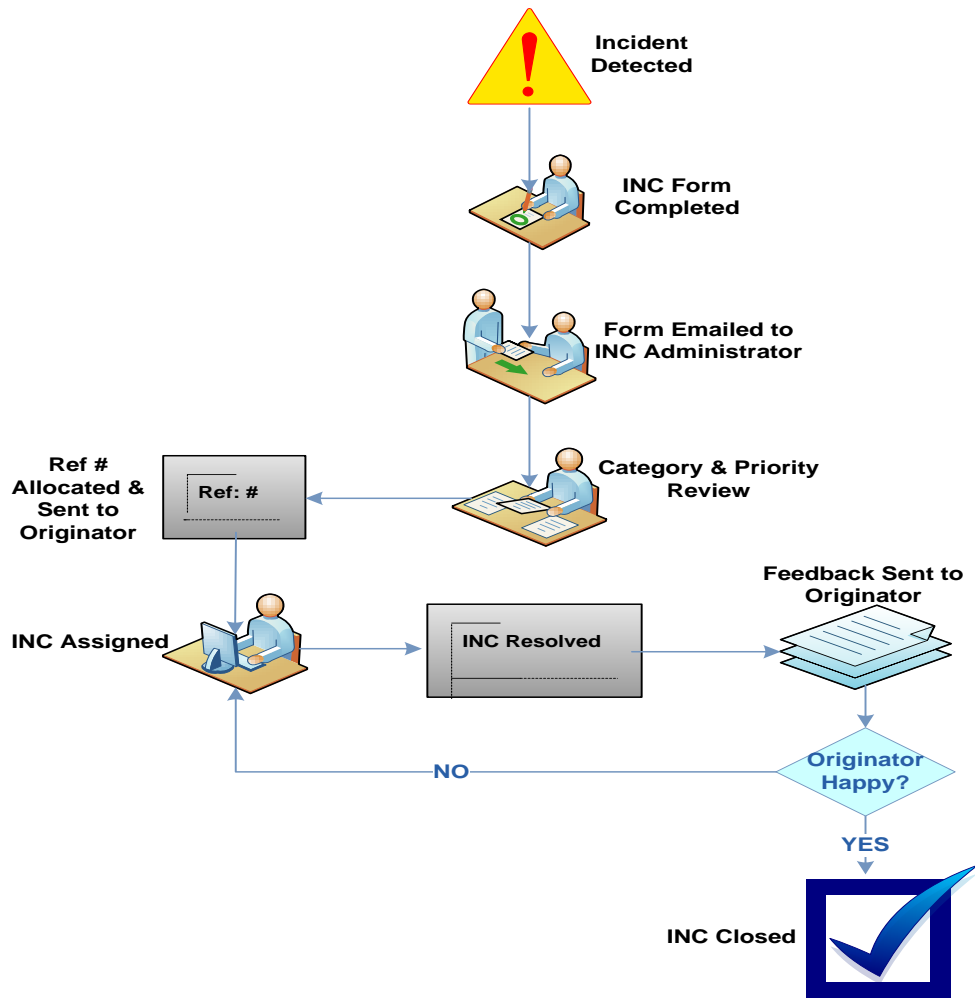 Incident
Detected
INC Form
Completed
Form Emailed to
INC Administrator
Category & Priority
Review
Ref #
Allocated &
Sent to
Originator
Ref: #
INC Assigned
INC Resolved
Feedback Sent to
Originator
Originator
Happy?
NO
YES
INC Closed